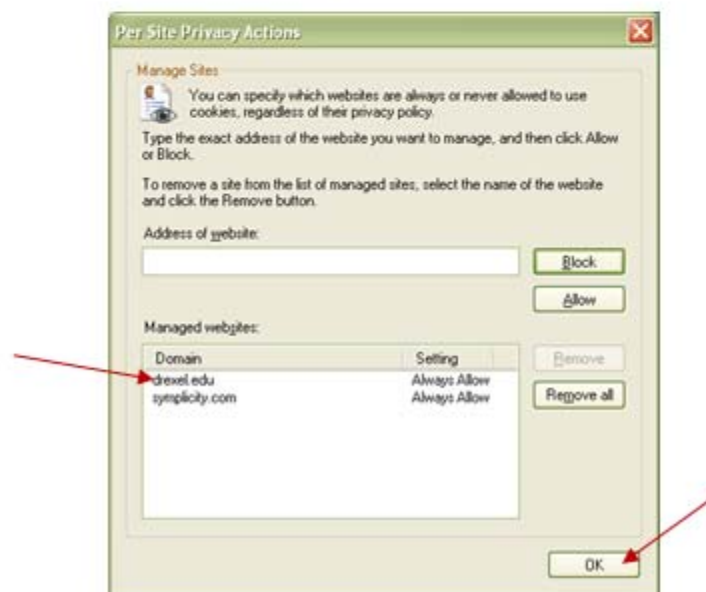 Per Site Privacy Actions
Manage Sites
You can specify which websites are always or never allowed to use
cookies, regardless of their privacy policy.
Type the exact address of the website you want to manage, and then click Allow
or Block.
To remove a site from the list of managed sites, select the name of the website
and click the Remove button.
Address of website:
Block
Allow
Managed websites:
Domain Setting
Remove
drexel.edu Always Allow
symplicity.com Always Allow
Remove all
OK